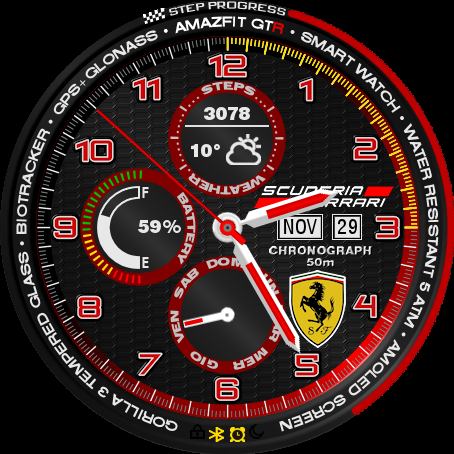 STEP PROGRESS
GORILLA 3 TEMPERED GLASS • BIOTRACKER • GPS+GLONASS • AMAZFIT GTR • SMART WATCH • WATER RESISTANT 5 ATM • AMOLED SCREEN
12
11
1
STEPS
3078
10°
WEATHER
10
2
SCUDERIA
FERRARI
9
F
59%
E
BATTERY
NOV 29
3
CHRONOGRAPH
50m
SAB DOM LUN
VEN
GIO MER
8
4
S F
7
5
6